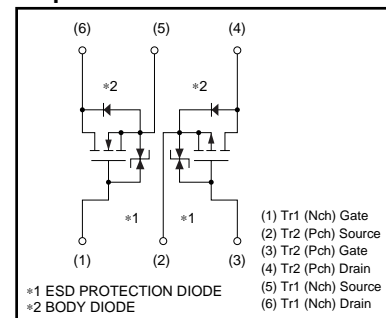 (6) (5) (4)
∗2 ∗2
∗1 ∗1
(1) (2) (3)
(1) Tr1 (Nch) Gate
(2) Tr2 (Pch) Source
(3) Tr2 (Pch) Gate
(4) Tr2 (Pch) Drain
(5) Tr1 (Nch) Source
(6) Tr1 (Nch) Drain
∗1 ESD PROTECTION DIODE
∗2 BODY DIODE